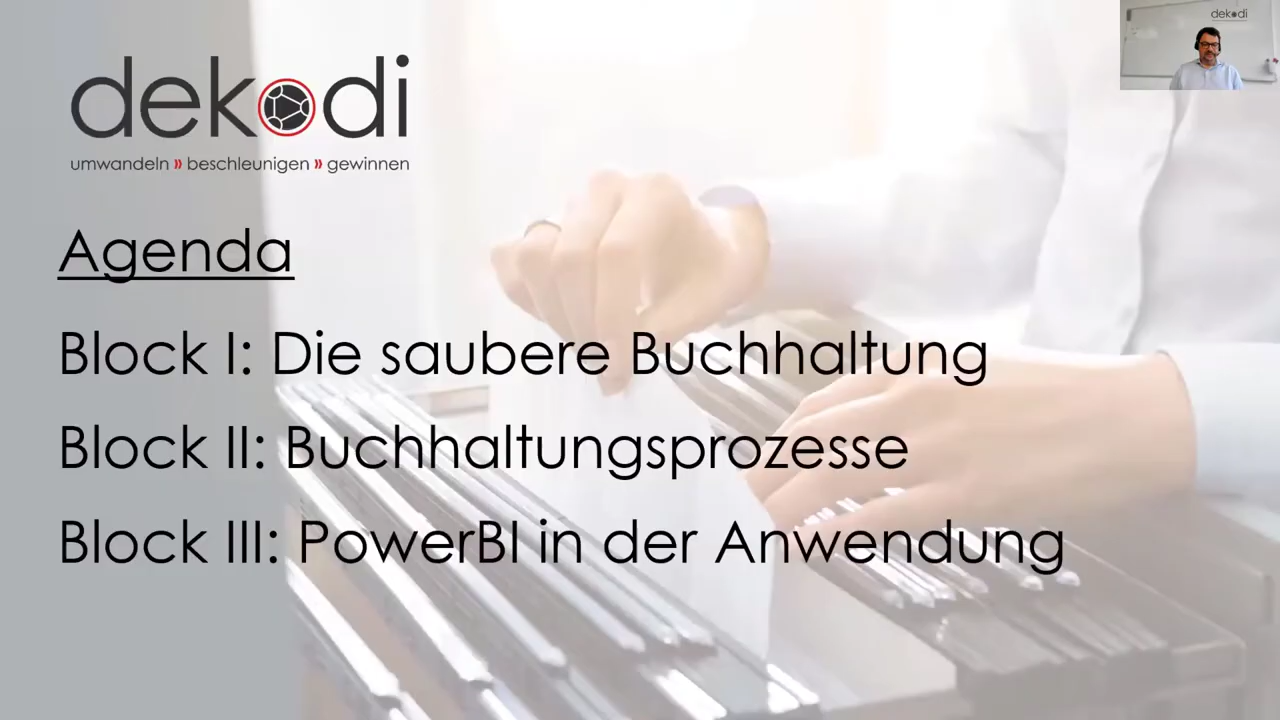 dekodi
umwandeln » beschleunigen » gewinnen
dekodi
Agenda
Block I: Die saubere Buchhaltung
Block II: Buchhaltungsprozesse
Block III: PowerBI in der Anwendung